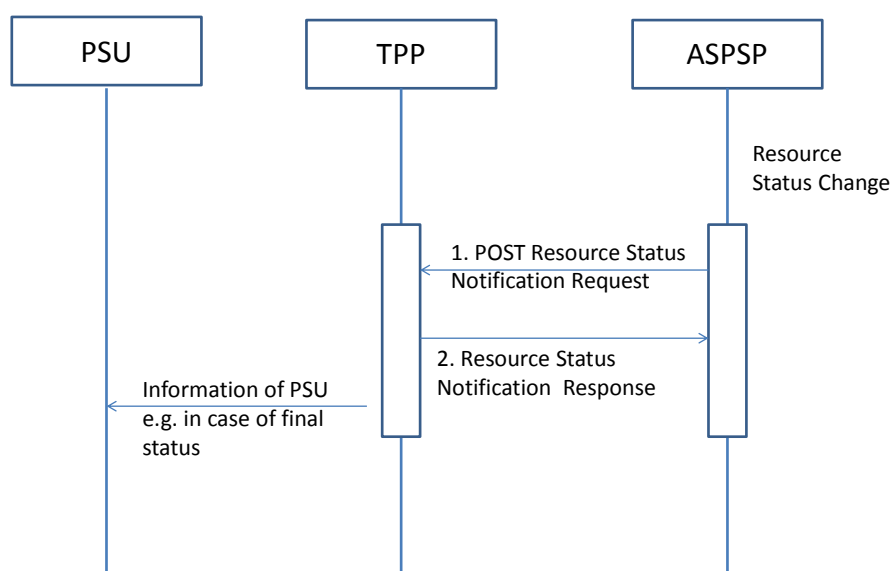 PSU
TPP
ASPSP
Resource
Status Change
1. POST Resource Status
Notification Request
2. Resource Status
Notification  Response
Information of PSU
e.g. in case of final
status